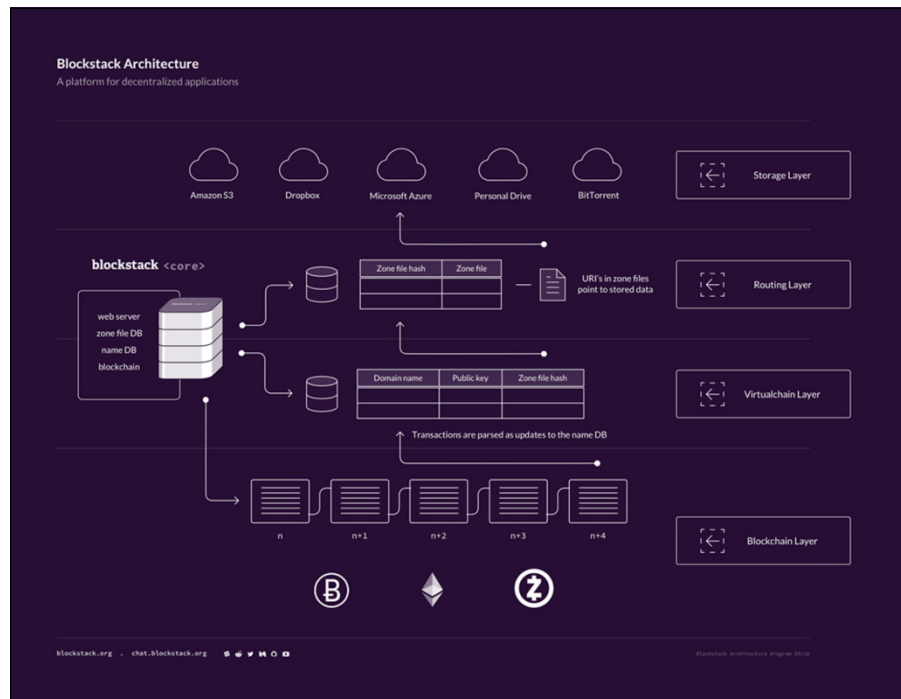 Blockstack Architecture
A platform for decentralized applications
Amazon S3
Dropbox
Microsoft Azure
Personal Drive
BitTorrent
Storage Layer
blockstack <core>
web server
zone file DB
name DB
blockchain
Zone file hash
Zone file
URI's in zone files
point to stored data
Routing Layer
Domain name
Public key
Zone file hash
Virtualchain Layer
Transactions are parsed as updates to the name DB
n
n+1
n+2
n+3
n+4
Blockchain Layer
blockstack.org . chat.blockstack.org
Blockstack Architecture Diagram